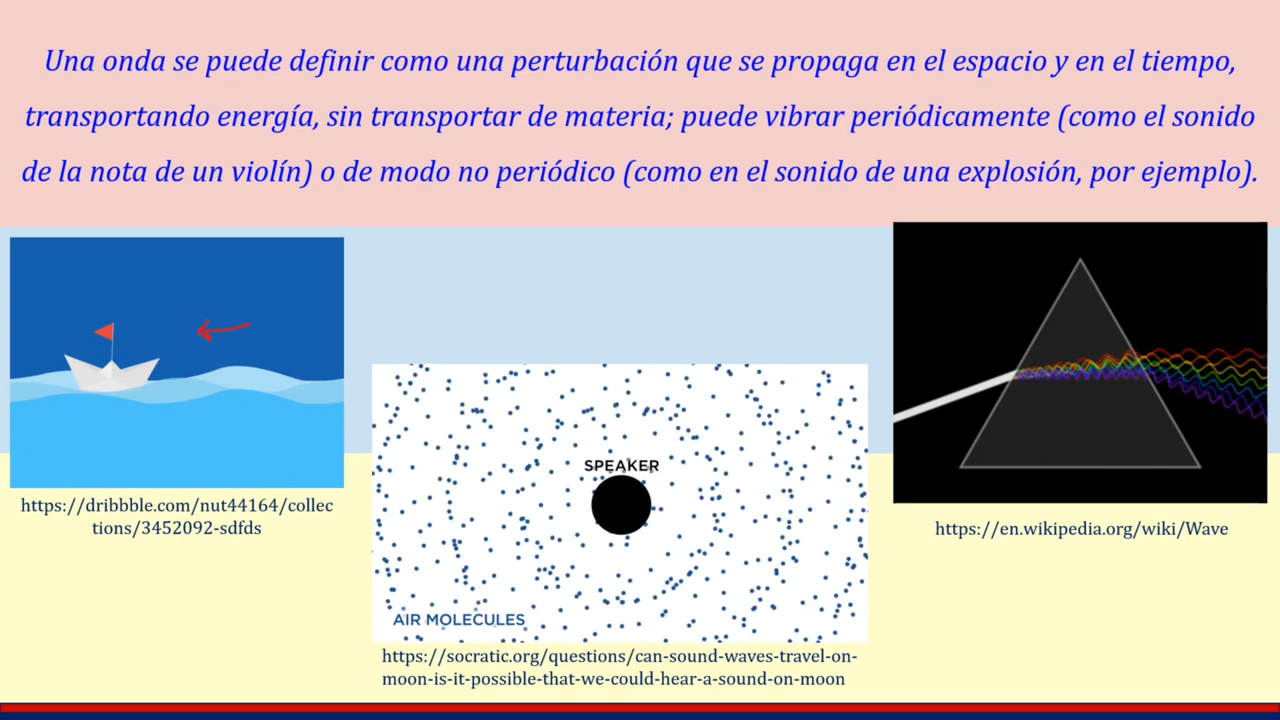 Una onda se puede definir como una perturbación que se propaga en el espacio y en el tiempo,
transportando energía, sin transportar de materia; puede vibrar periódicamente (como el sonido
de la nota de un violín) o de modo no periódico (como en el sonido de una explosión, por ejemplo).
SPEAKER
AIR MOLECULES
https://dribbble.com/nut44164/collec
tions/3452092-sdfds
https://socratic.org/questions/can-sound-waves-travel-on-
moon-is-it-possible-that-we-could-hear-a-sound-on-moon
https://en.wikipedia.org/wiki/Wave